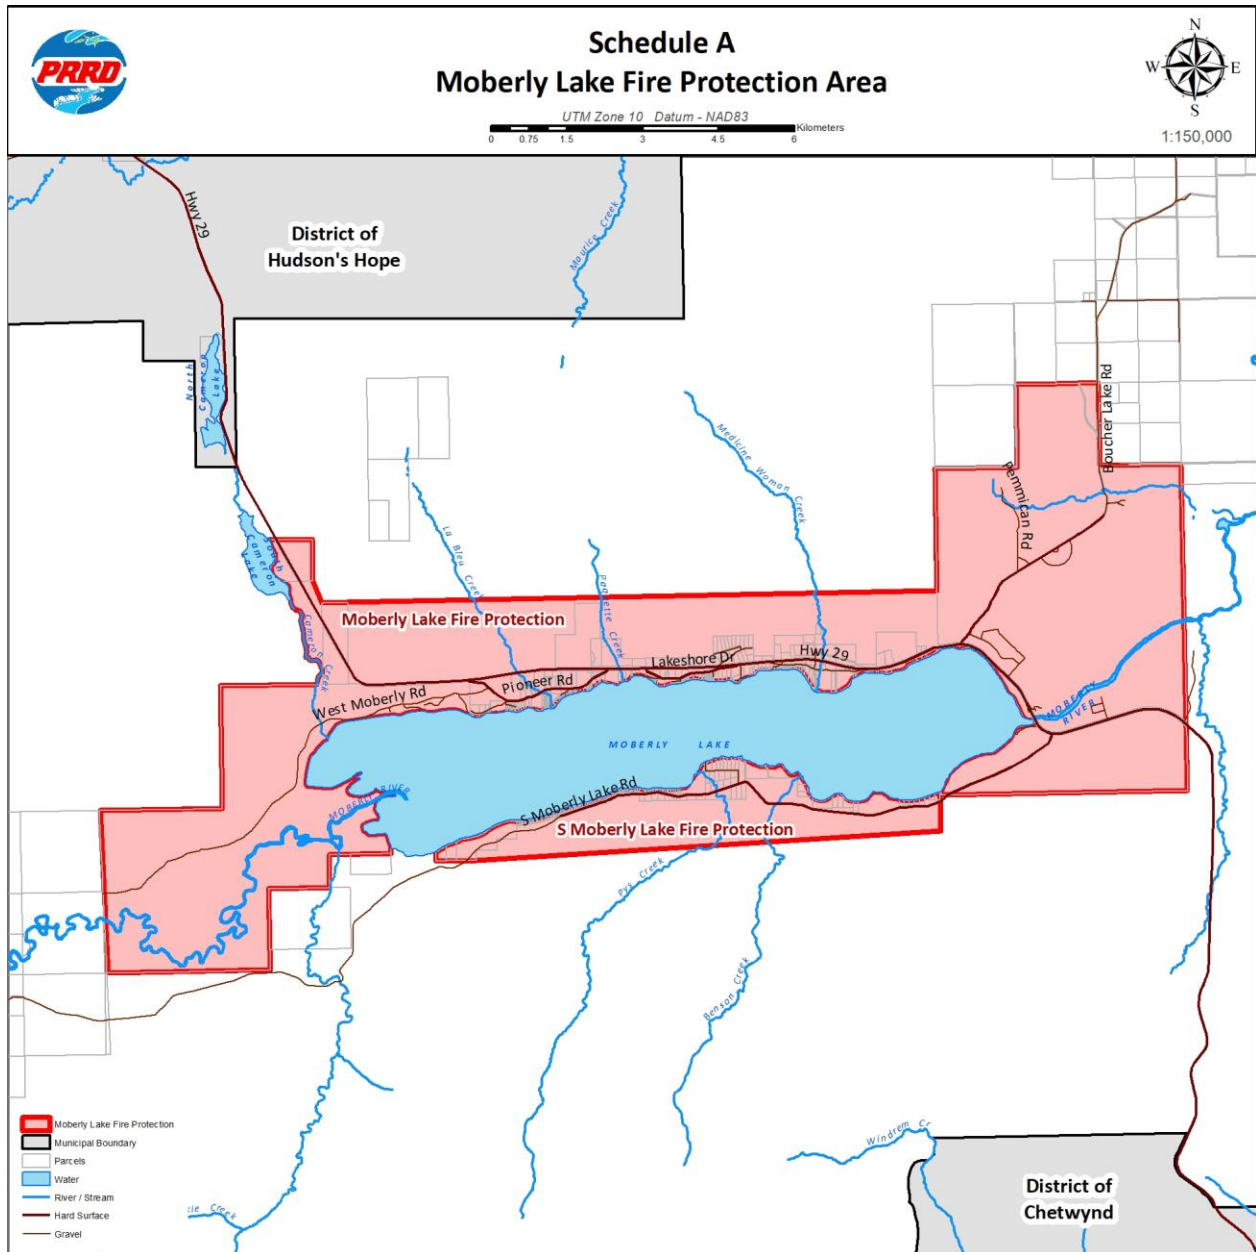 PRRD
Schedule A
Moberly Lake Fire Protection Area
UTM Zone 10 Datum - NAD83
Kilometers
0 0.75 1.5 3 4.5 6
N
W E
S
1:150,000
Hwy 29
District of
Hudson's Hope
Maurice Creek
North
Cameron
Lake
Boucher Lake Rd
Medicine Woman Creek
Pemmican Rd
La Bleu Creek
South
Cameron
Lake
Paquette Creek
Cameron Creek
Moberly Lake Fire Protection
Lakeshore Dr
Hwy 29
Pioneer Rd
West Moberly Rd
MOBERLY
RIVER
MOBERLY LAKE
MOBERLY RIVER
S Moberly Lake Rd
S Moberly Lake Fire Protection
Pys Creek
Benson Creek
Windrem Cr
District of
Chetwynd
Moberly Lake Fire Protection
Municipal Boundary
Parcels
Water
River / Stream
Hard Surface
Gravel
tie Creek